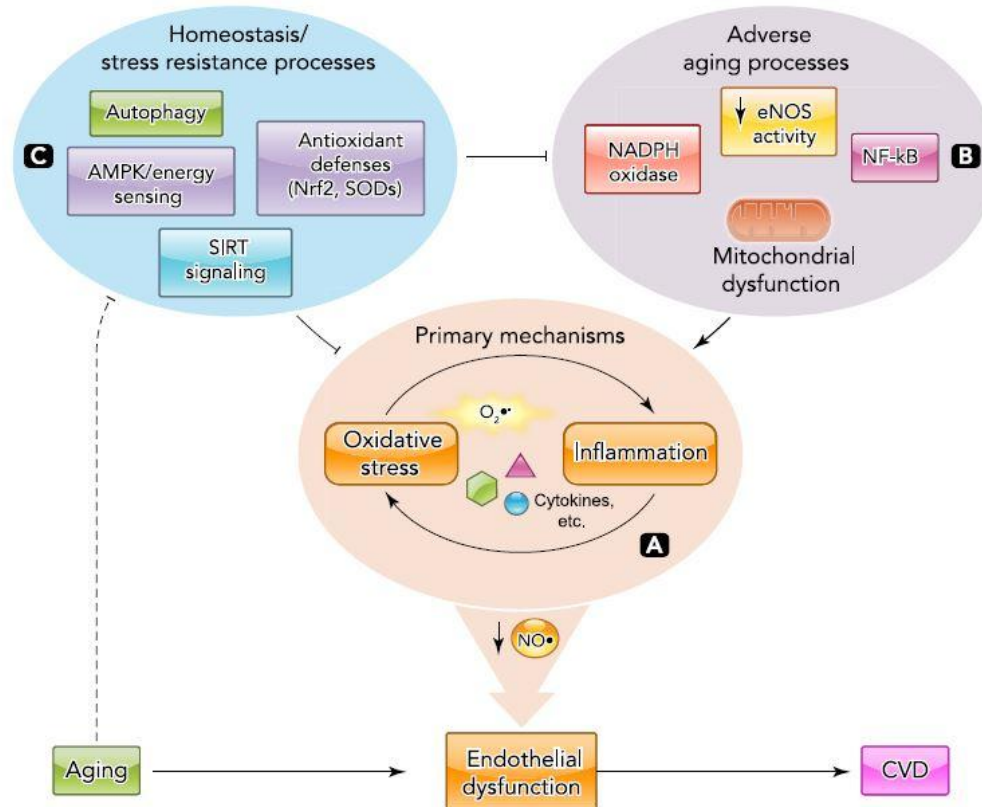 Homeostasis/
stress resistance processes
Autophagy
C
AMPK/energy
sensing
Antioxidant
defenses
(Nrf2, SODs)
SIRT
signaling
Adverse
aging processes
NADPH
oxidase
eNOS
activity
NF-kB
B
Mitochondrial
dysfunction
Primary mechanisms
O₂•-
Oxidative
stress
Inflammation
Cytokines,
etc.
A
NO•
Aging
Endothelial
dysfunction
CVD